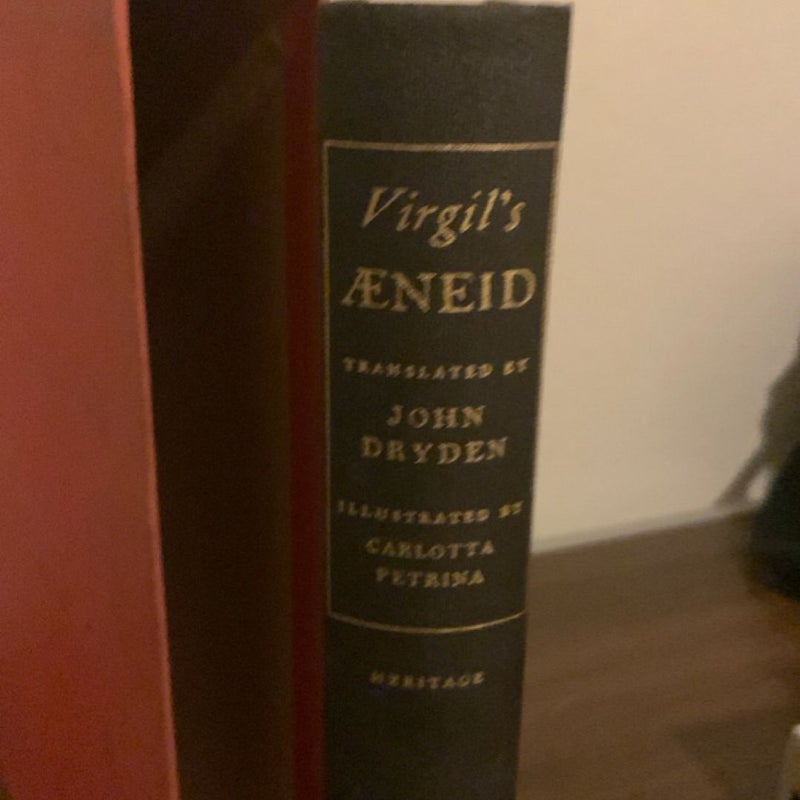 Virgil's
ÆNEID
TRANSLATED BY
JOHN
DRYDEN
ILLUSTRATED BY
CARLOTTA
PETRINA
HERITAGE